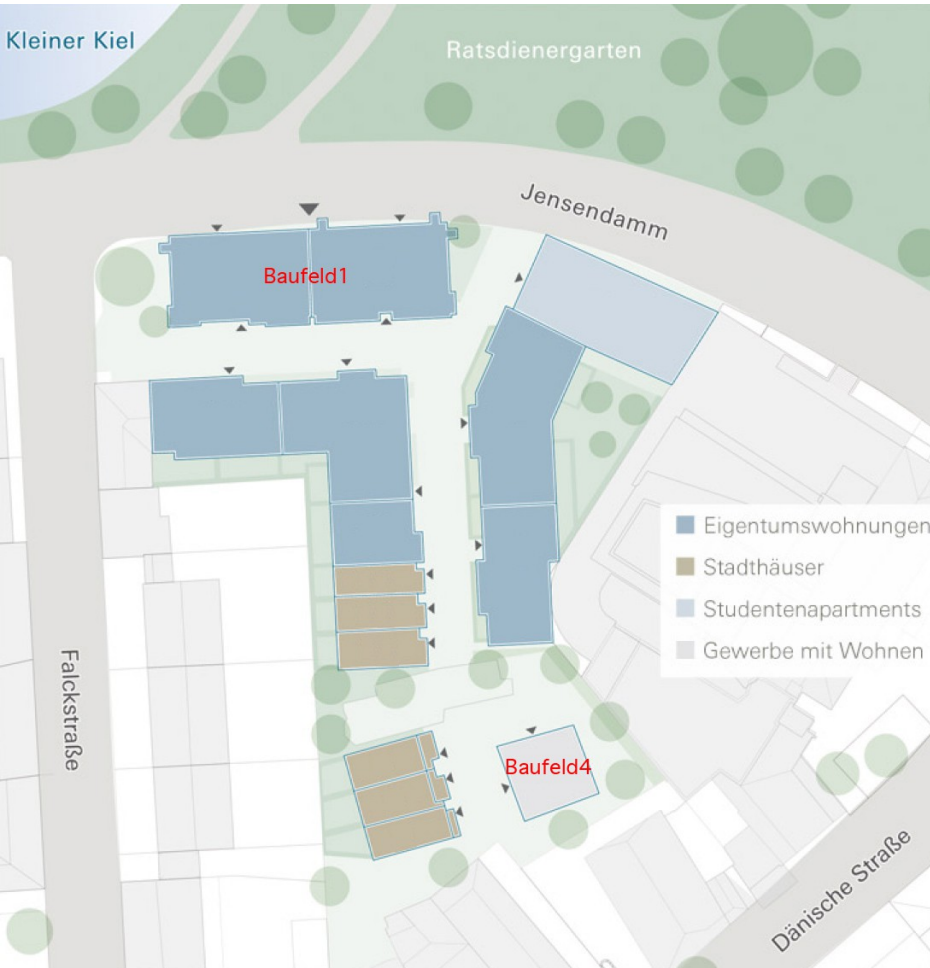 Kleiner Kiel
Ratsdienergarten
Jensendamm
Baufeld1
Eigentumswohnungen
Stadthäuser
Studentenapartments
Gewerbe mit Wohnen
Falckstraße
Baufeld4
Dänische Straße